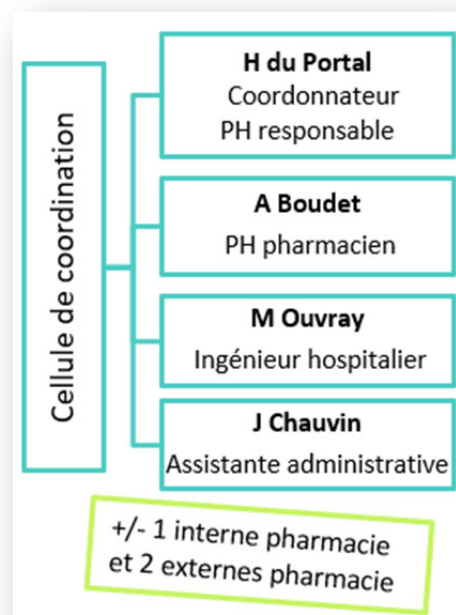 Cellule de coordination
H du Portal
Coordonnateur
PH responsable
A Boudet
PH pharmacien
M Ouvray
Ingénieur hospitalier
J Chauvin
Assistante administrative
+/- 1 interne pharmacie
et 2 externes pharmacie